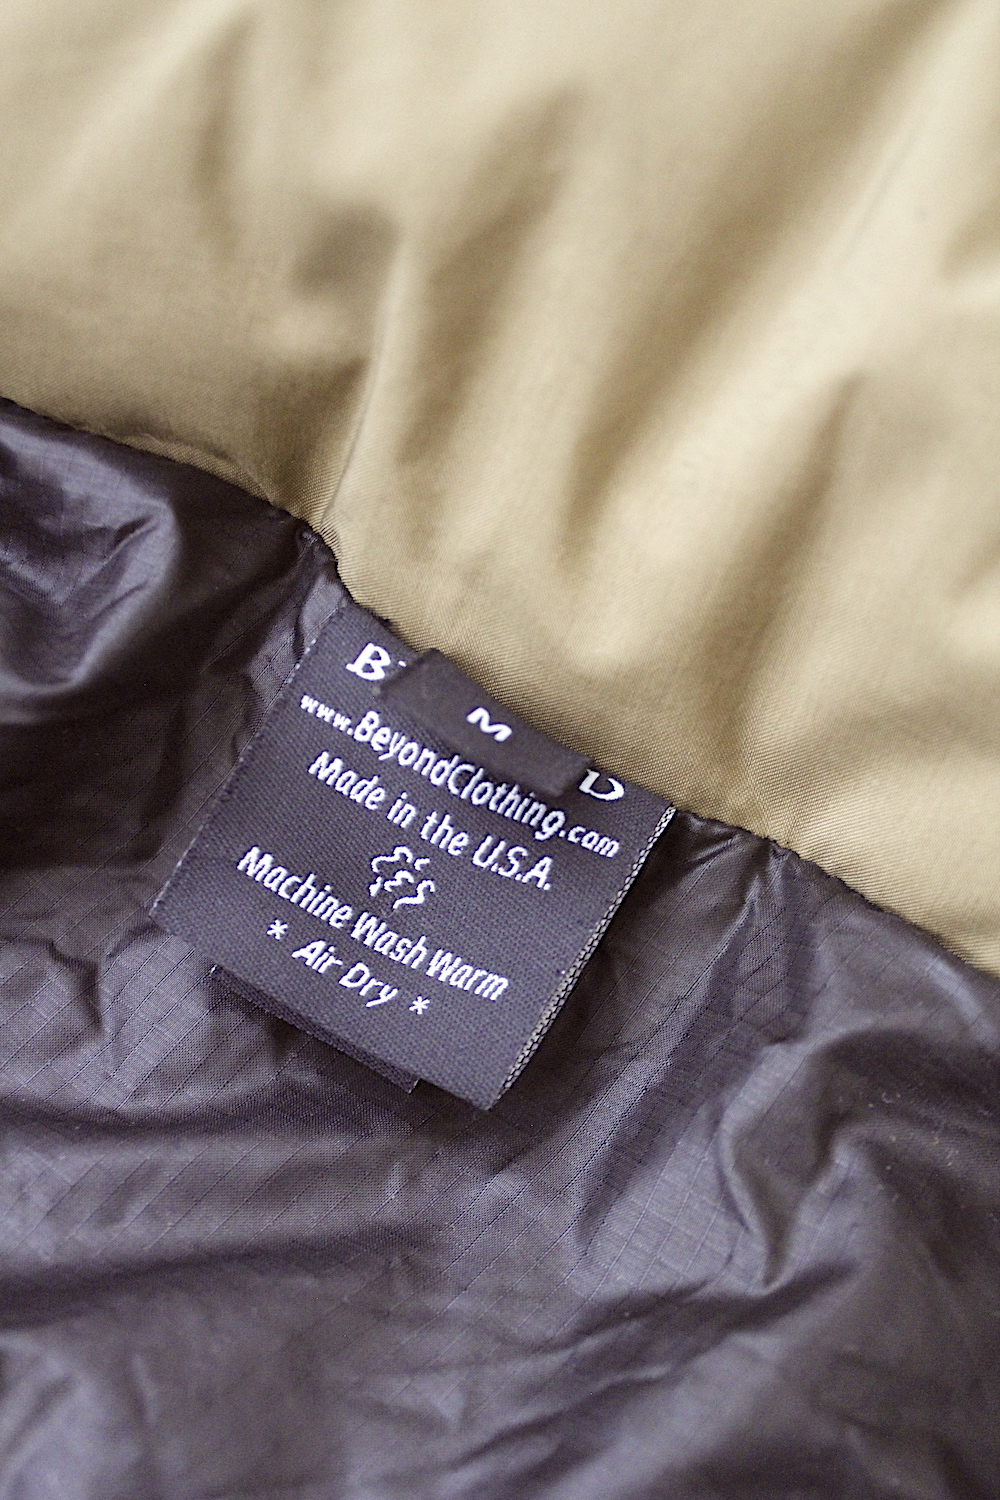 B
M
D
www.BeyondClothing.com
Made in the U.S.A.
Machine Wash Warm
* Air Dry *